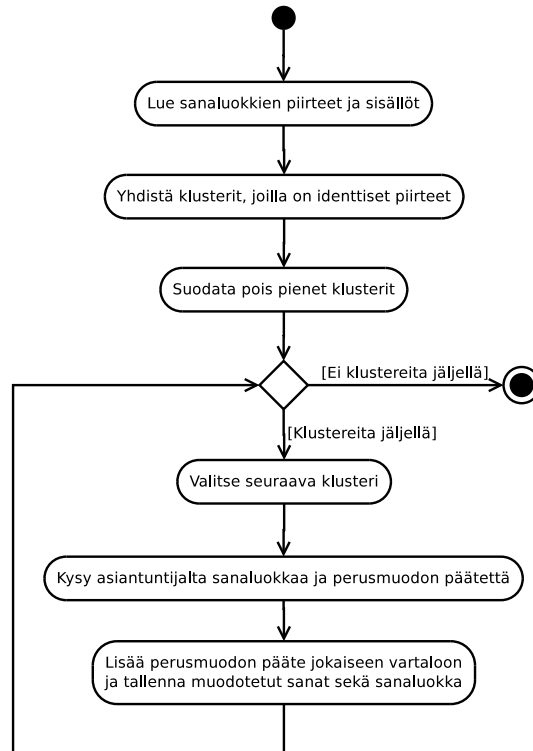 Lue sanaluokkien piirteet ja sisällöt
Yhdistä klusterit, joilla on identtiset piirteet
Suodata pois pienet klusterit
[Ei klustereita jäljellä]
[Klustereita jäljellä]
Valitse seuraava klusteri
Kysy asiantuntijalta sanaluokkaa ja perusmuodon päätettä
Lisää perusmuodon pääte jokaiseen vartaloon
ja tallenna muodotetut sanat sekä sanaluokka